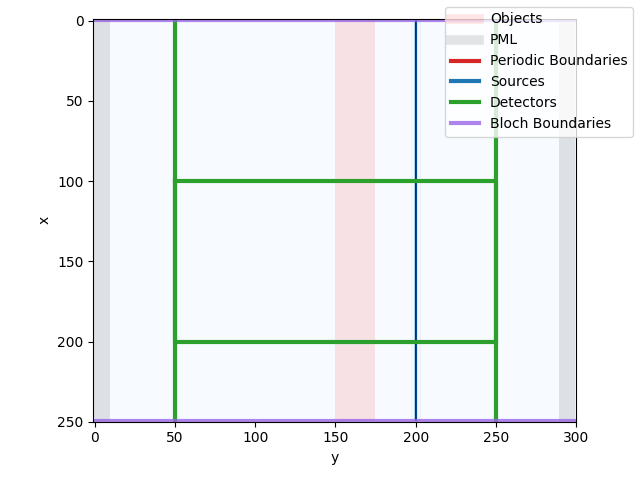 Objects
PML
Periodic Boundaries
Sources
Detectors
Bloch Boundaries
0
50
100
150
200
250
x
0 50 100 150 200 250 300
y